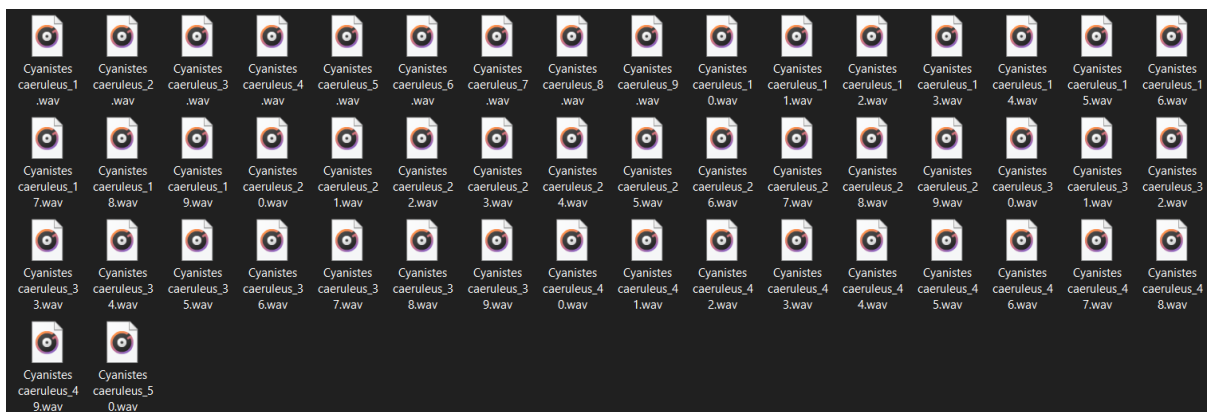 Cyanistes
caeruleus_1
.wav
Cyanistes
caeruleus_2
.wav
Cyanistes
caeruleus_3
.wav
Cyanistes
caeruleus_4
.wav
Cyanistes
caeruleus_5
.wav
Cyanistes
caeruleus_6
.wav
Cyanistes
caeruleus_7
.wav
Cyanistes
caeruleus_8
.wav
Cyanistes
caeruleus_9
.wav
Cyanistes
caeruleus_1
0.wav
Cyanistes
caeruleus_1
1.wav
Cyanistes
caeruleus_1
2.wav
Cyanistes
caeruleus_1
3.wav
Cyanistes
caeruleus_1
4.wav
Cyanistes
caeruleus_1
5.wav
Cyanistes
caeruleus_1
6.wav
Cyanistes
caeruleus_1
7.wav
Cyanistes
caeruleus_1
8.wav
Cyanistes
caeruleus_1
9.wav
Cyanistes
caeruleus_2
0.wav
Cyanistes
caeruleus_2
1.wav
Cyanistes
caeruleus_2
2.wav
Cyanistes
caeruleus_2
3.wav
Cyanistes
caeruleus_2
4.wav
Cyanistes
caeruleus_2
5.wav
Cyanistes
caeruleus_2
6.wav
Cyanistes
caeruleus_2
7.wav
Cyanistes
caeruleus_2
8.wav
Cyanistes
caeruleus_2
9.wav
Cyanistes
caeruleus_3
0.wav
Cyanistes
caeruleus_3
1.wav
Cyanistes
caeruleus_3
2.wav
Cyanistes
caeruleus_3
3.wav
Cyanistes
caeruleus_3
4.wav
Cyanistes
caeruleus_3
5.wav
Cyanistes
caeruleus_3
6.wav
Cyanistes
caeruleus_3
7.wav
Cyanistes
caeruleus_3
8.wav
Cyanistes
caeruleus_3
9.wav
Cyanistes
caeruleus_4
0.wav
Cyanistes
caeruleus_4
1.wav
Cyanistes
caeruleus_4
2.wav
Cyanistes
caeruleus_4
3.wav
Cyanistes
caeruleus_4
4.wav
Cyanistes
caeruleus_4
5.wav
Cyanistes
caeruleus_4
6.wav
Cyanistes
caeruleus_4
7.wav
Cyanistes
caeruleus_4
8.wav
Cyanistes
caeruleus_4
9.wav
Cyanistes
caeruleus_5
0.wav